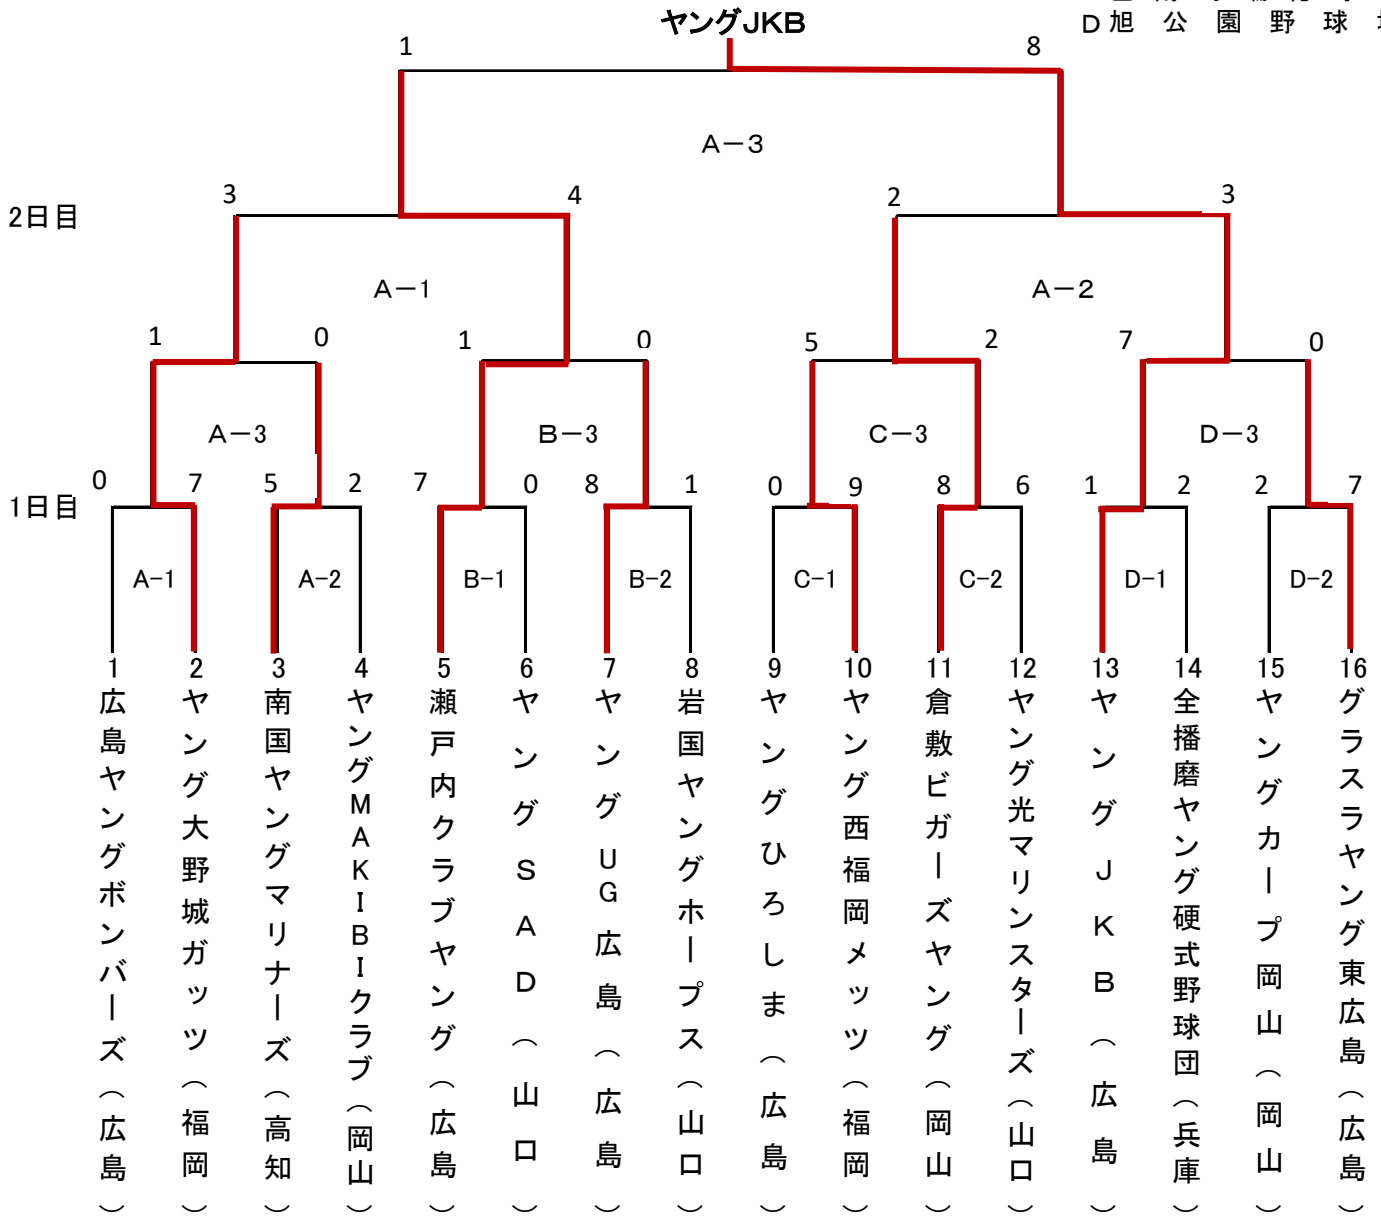 ヤングJKB
D 旭 公 園 野 球
1 8
A－3
3 4 2 3
2日目
A－1 A－2
1 0 1 0 5 2 7 0
A－3 B－3 C－3 D－3
0 7 5 2 7 0 8 1 0 9 8 6 1 2 2 7
1日目
A-1 A-2 B-1 B-2 C-1 C-2 D-1 D-2
1 2 3 4 5 6 7 8 9 10 11 12 13 14 15 16
広島ヤングボンバーズ（広島）
ヤング大野城ガッツ（福岡）
南国ヤングマリナーズ（高知）
ヤングMAKIBIクラブ（岡山）
瀬戸内クラブヤング（広島）
ヤングSAD（山口）
ヤングUG広島（広島）
岩国ヤングホープス（山口）
ヤングひろしま（広島）
ヤング西福岡メッツ（福岡）
倉敷ビガーズヤング（岡山）
ヤング光マリンスターズ（山口）
ヤングJKB（広島）
全播磨ヤング硬式野球団（兵庫）
ヤングカープ岡山（岡山）
グラスラヤング東広島（広島）